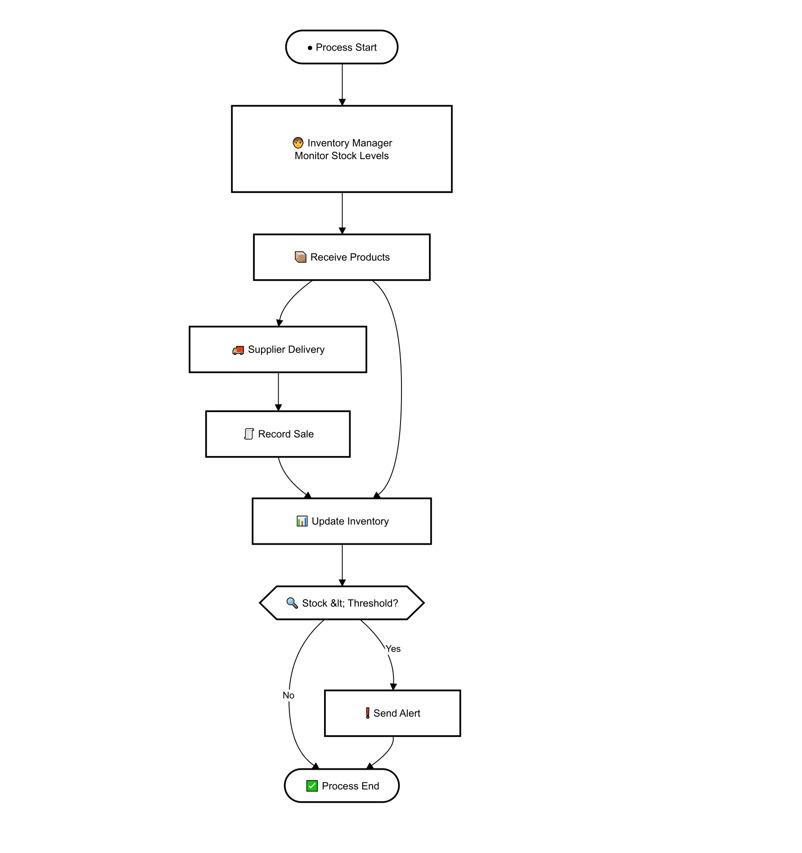 ● Process Start
🧑 Inventory Manager
Monitor Stock Levels
📦 Receive Products
🚚 Supplier Delivery
🧾 Record Sale
📊 Update Inventory
🔍 Stock &lt; Threshold?
Yes
No
❗ Send Alert
✅ Process End